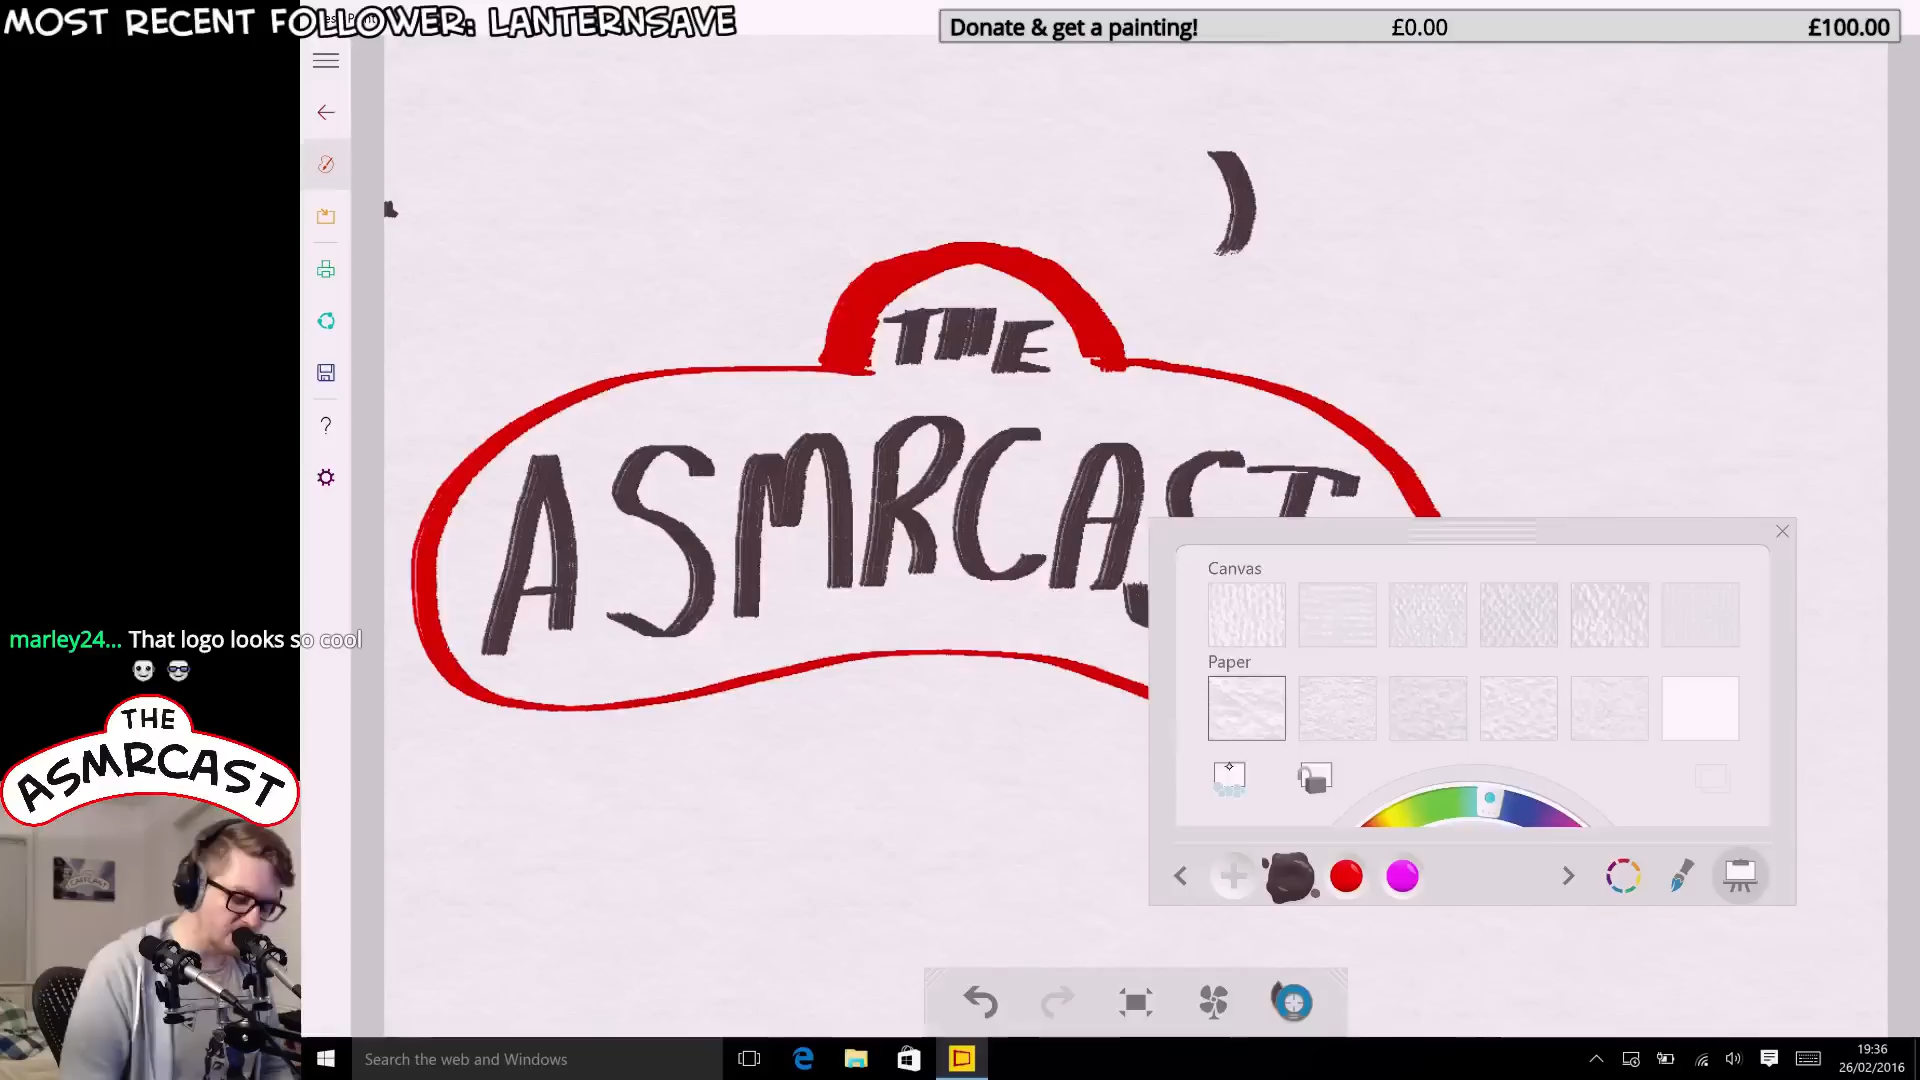 MOST RECENT FOLLOWER: LANTERNSAVE
Donate & get a painting! £0.00 £100.00
THE
ASMRCAST
Canvas
Paper
marley24... That logo looks so cool
THE
ASMRCAST
Search the web and Windows
19:36
26/02/2016